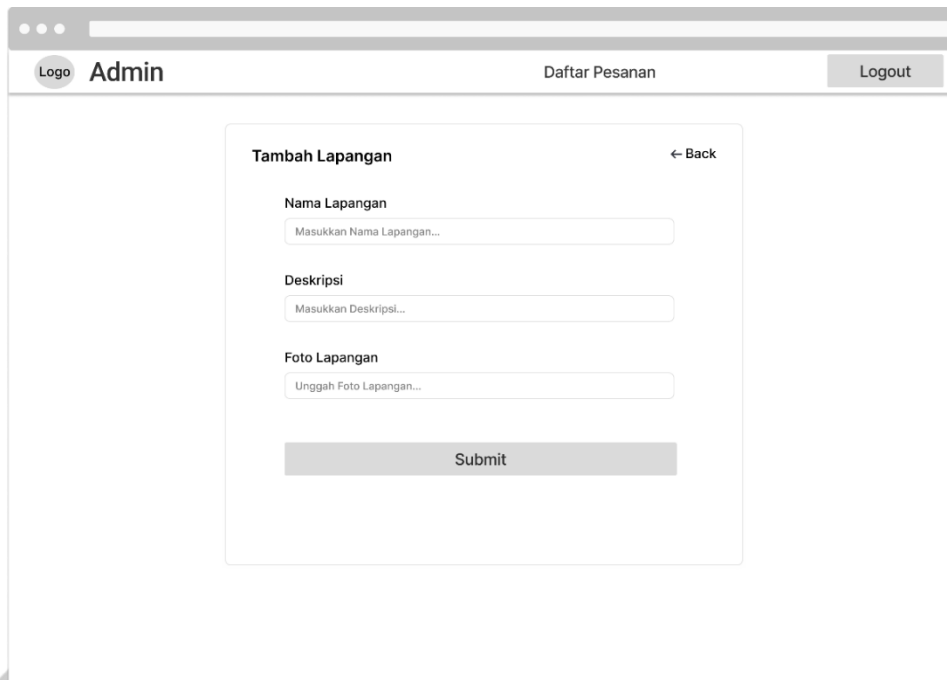 Logo Admin Daftar Pesanan Logout
Tambah Lapangan ← Back
Nama Lapangan
Masukkan Nama Lapangan...
Deskripsi
Masukkan Deskripsi...
Foto Lapangan
Unggah Foto Lapangan...
Submit